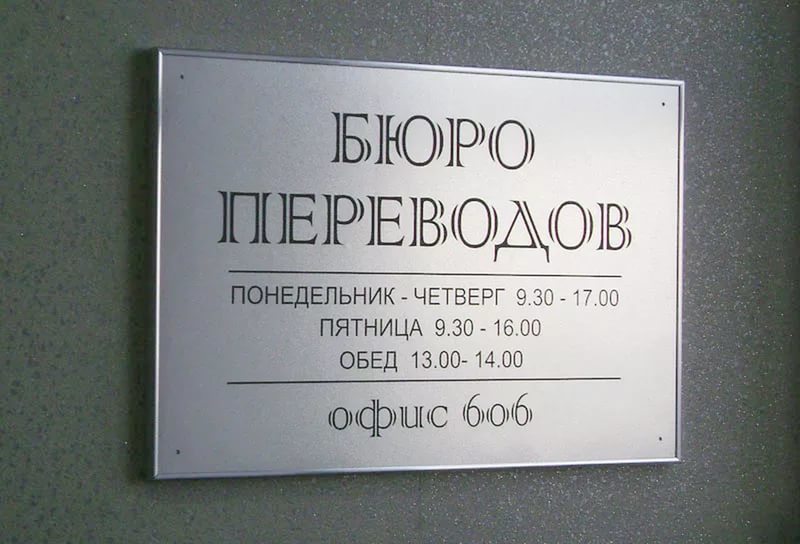 БЮРО
ПЕРЕВОДОВ
ПОНЕДЕЛЬНИК - ЧЕТВЕРГ 9.30 - 17.00
ПЯТНИЦА 9.30 - 16.00
ОБЕД 13.00- 14.00
офис 606